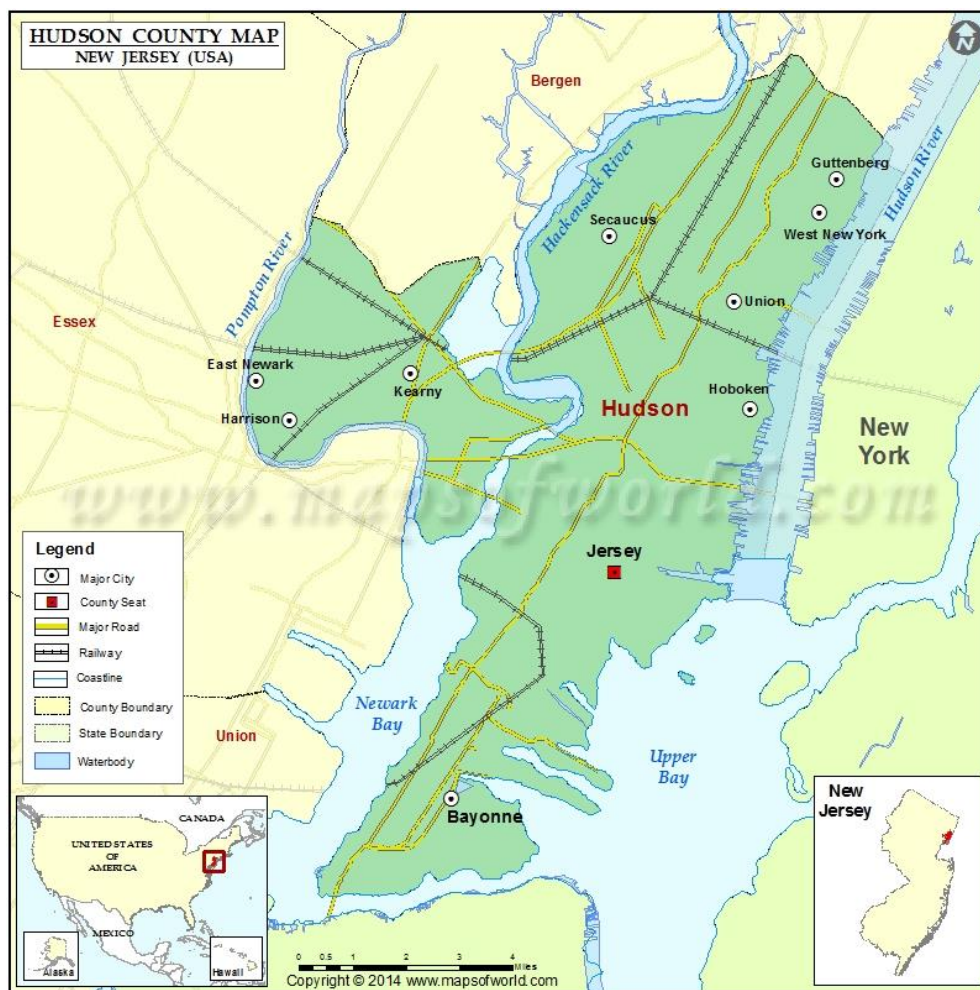 HUDSON COUNTY MAP
NEW JERSEY (USA)
N
Bergen
Guttenberg
Hudson River
Hackensack River
Secaucus
West New York
Pompton River
Union
Essex
East Newark
Kearny
Hoboken
Harrison
Hudson
New
York
www.mapsofworld.com
Jersey
Legend
Major City
County Seat
Major Road
Railway
Coastline
County Boundary
State Boundary
Waterbody
Newark
Bay
Union
Upper
Bay
Bayonne
CANADA
UNITED STATES
OF
AMERICA
MEXICO
Alaska
Hawaii
New
Jersey
0 0.5 1 2 3 4
Miles
Copyright © 2014 www.mapsofworld.com